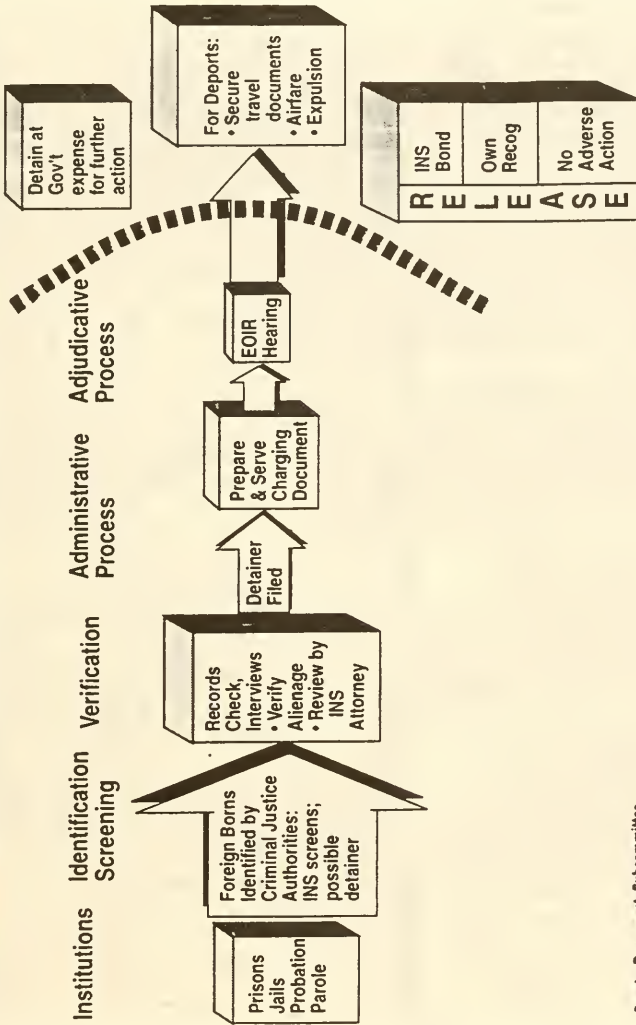 Institutions
Identification
Screening
Verification
Administrative
Process
Adjudicative
Process
Prisons
Jails
Probation
Parole
Foreign Borns
Identified by
Criminal Justice
Authorities:
INS screens;
possible
detainer
Records
Check,
Interviews
• Verify
Alienage
• Review by
INS
Attorney
Detainer
Filed
Prepare
& Serve
Charging
Document
EOIR
Hearing
Detain at
Gov't
expense
for further
action
For Deports:
• Secure
travel
documents
• Airfare
• Expulsion
RELEASE
INS
Bond
Own
Recog
No
Adverse
Action
Permanent Subcommittee